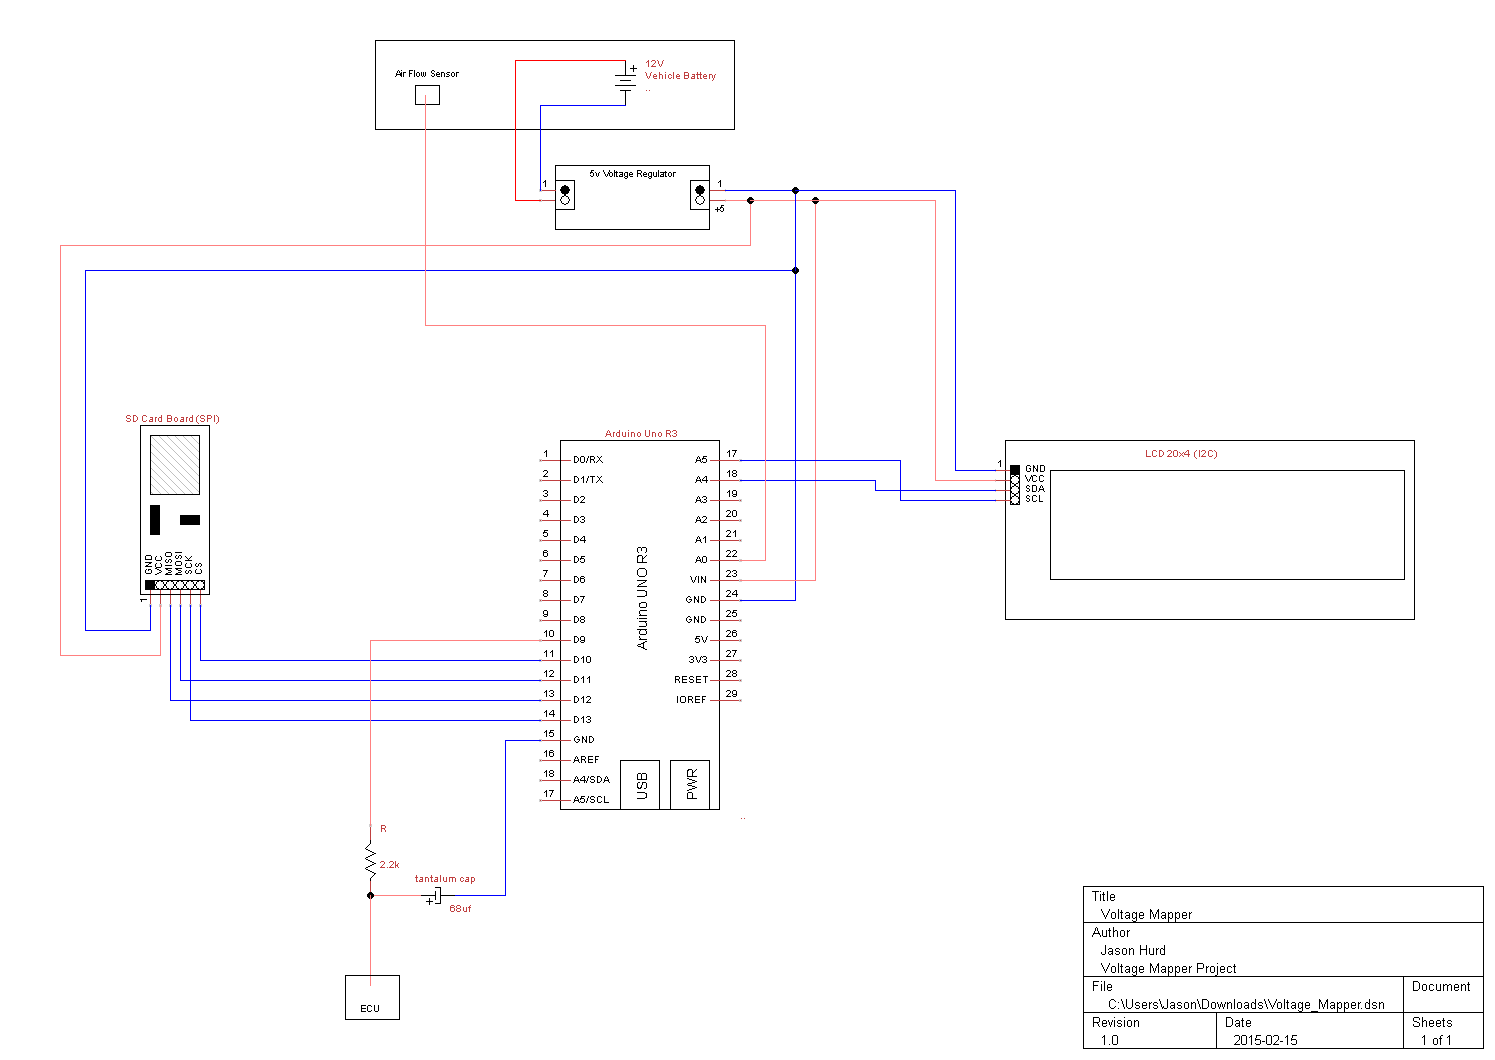 Air Flow Sensor
+
12V
Vehicle Battery
..
5v Voltage Regulator
1
1
+5
SD Card Board (SPI)
GND
VCC
MISO
MOSI
SCK
CS
1
Arduino Uno R3
Arduino UNO R3
1 D0/RX
2 D1/TX
3 D2
4 D3
5 D4
6 D5
7 D6
8 D7
9 D8
10 D9
11 D10
12 D11
13 D12
14 D13
15 GND
16 AREF
18 A4/SDA
17 A5/SCL
A5 17
A4 18
A3 19
A2 20
A1 21
A0 22
VIN 23
GND 24
GND 25
5V 26
3V3 27
RESET 28
IOREF 29
USB
PWR
..
LCD 20x4 (I2C)
1
GND
VCC
SDA
SCL
R
2.2k
tantalum cap
+
68uf
ECU
Title
Voltage Mapper
Author
Jason Hurd
Voltage Mapper Project
File
C:\Users\Jason\Downloads\Voltage_Mapper.dsn
Document
Revision
1.0
Date
2015-02-15
Sheets
1 of 1